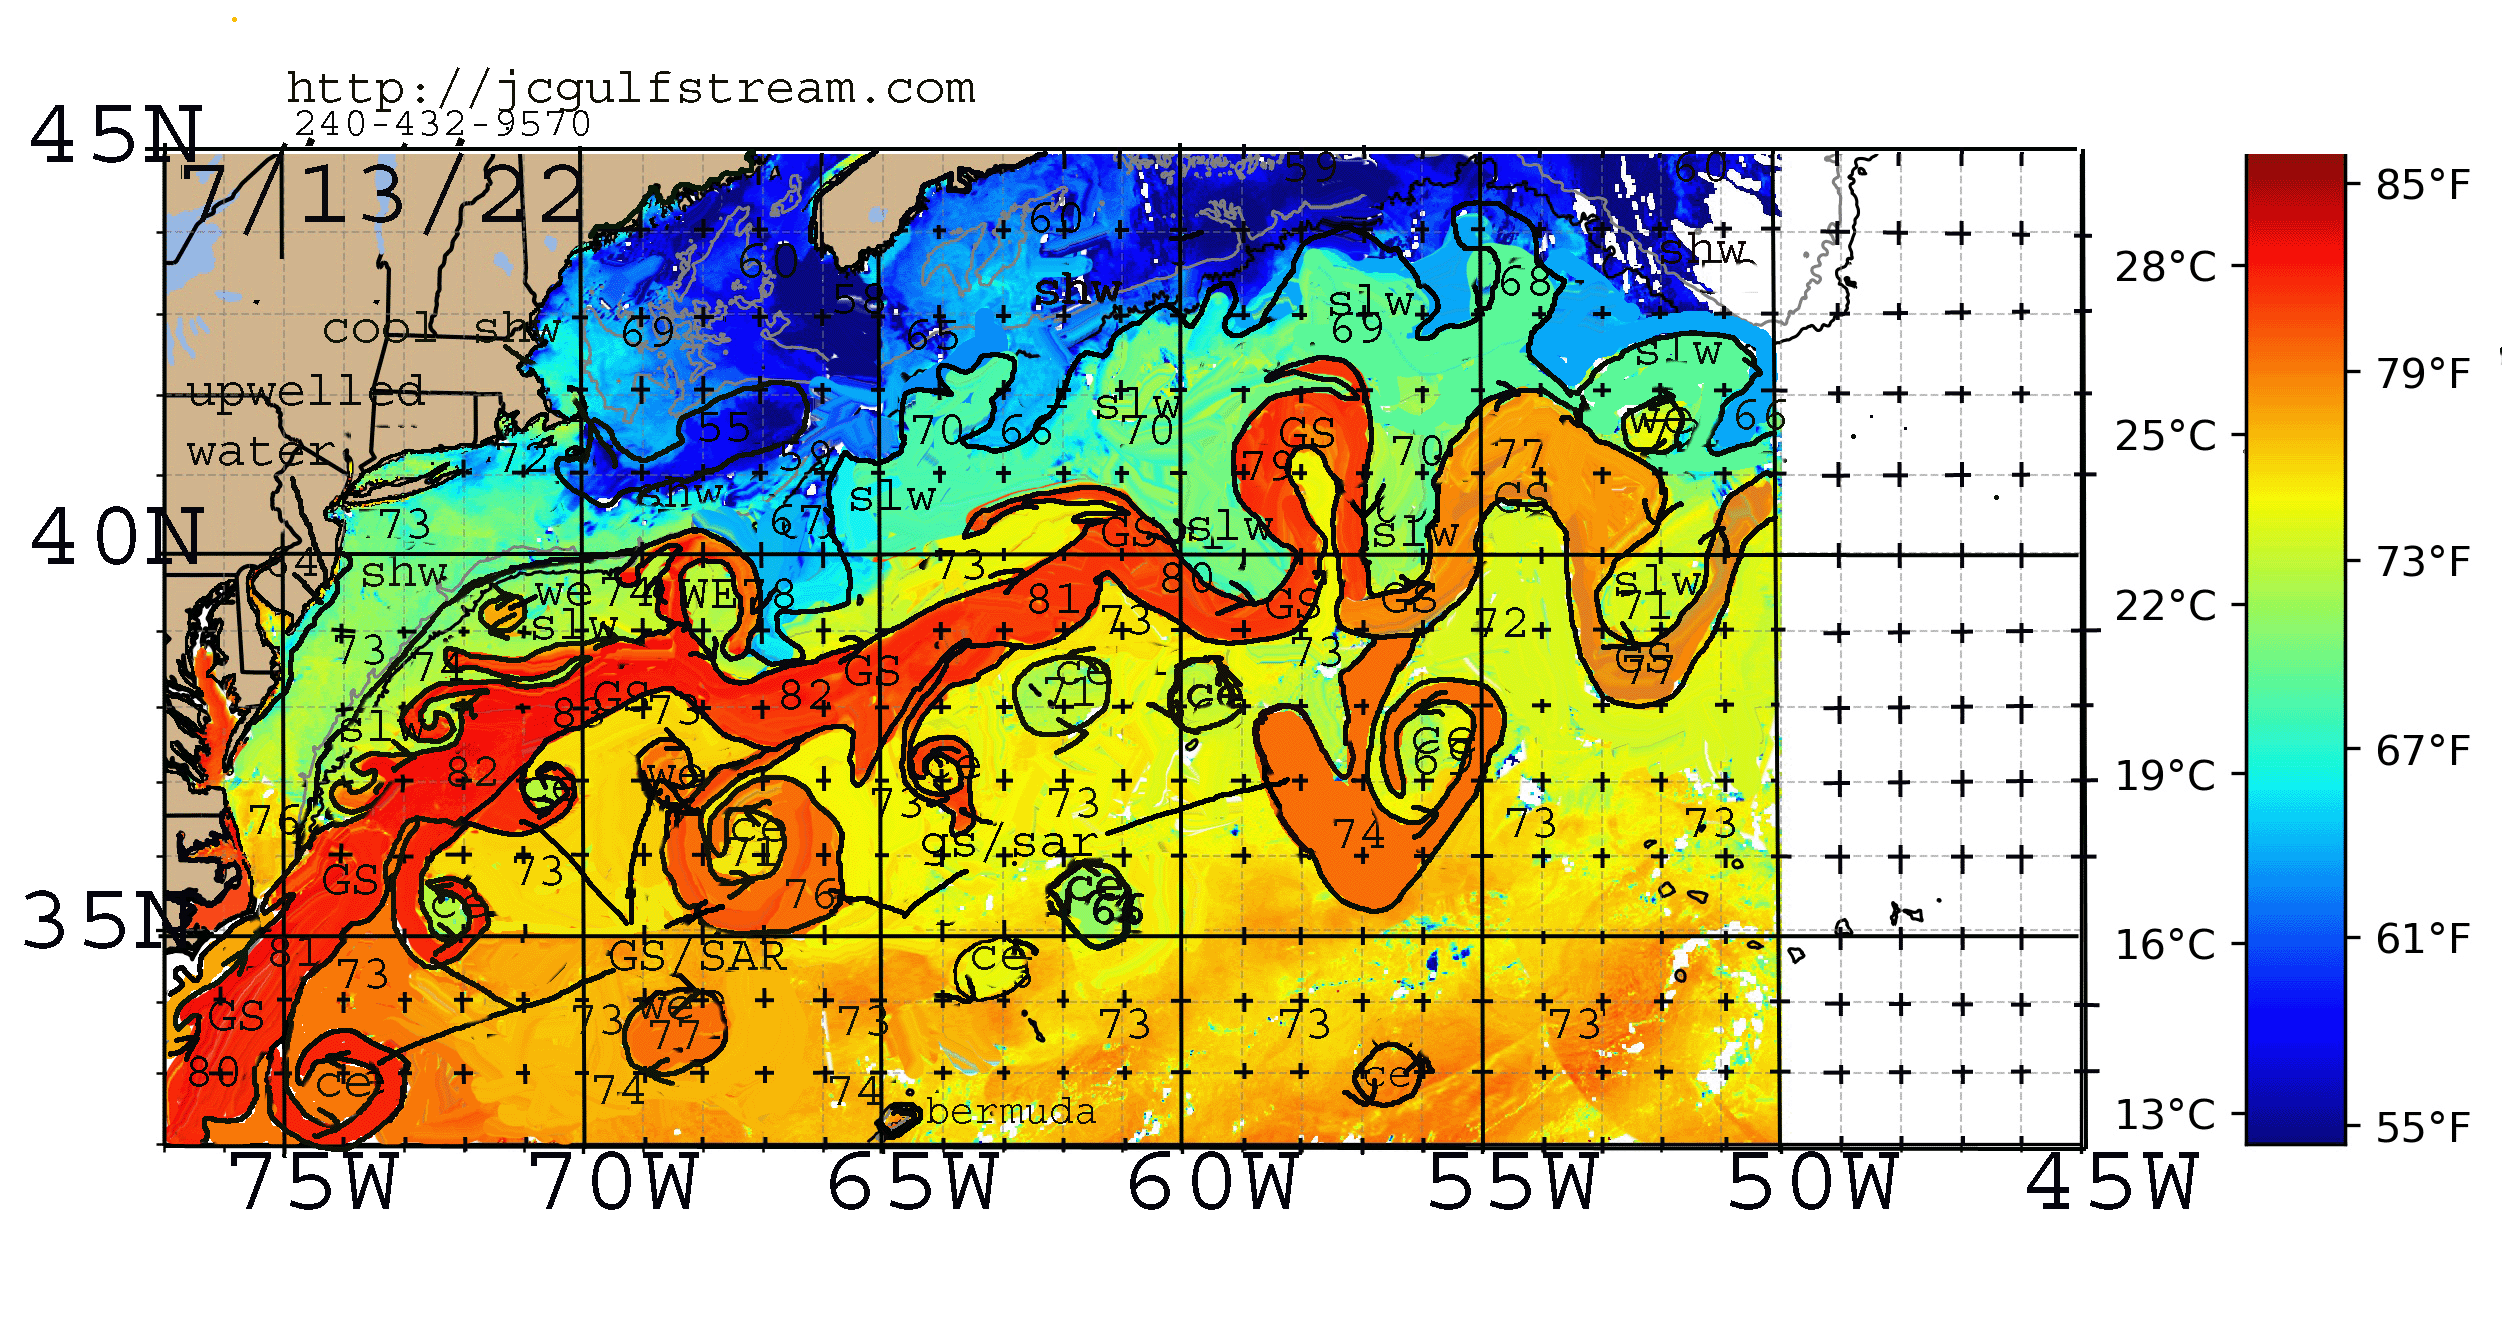 http://jcgulfstream.com
240-432-9570
45N
7/13/22
59
60
60
shw
60
58
shw
68
slw
69
cool shw
69
65
slw
upwelled
water
55
59
72
70
66
slw
70
GS
79
70
77
GS
we
66
shw
slw
67
73
40N
GS
slw
slw
73
shw
we
74
WE
78
slw
81
80
73
GS
GS
72
slw
71
GS
77
73
74
73
GS
82
GS
83
73
ce
71
ce
slw
82
we
ce
73
73
ce
69
85°F
28°C
79°F
25°C
73°F
22°C
67°F
19°C
61°F
16°C
55°F
13°C
76
73
ce
71
76
gs/sar
74
73
73
GS
ce
ce
66
35N
81
73
GS/SAR
ce
GS
we
77
73
73
73
73
73
80
ce
74
74
ce
bermuda
75W
70W
65W
60W
55W
50W
45W